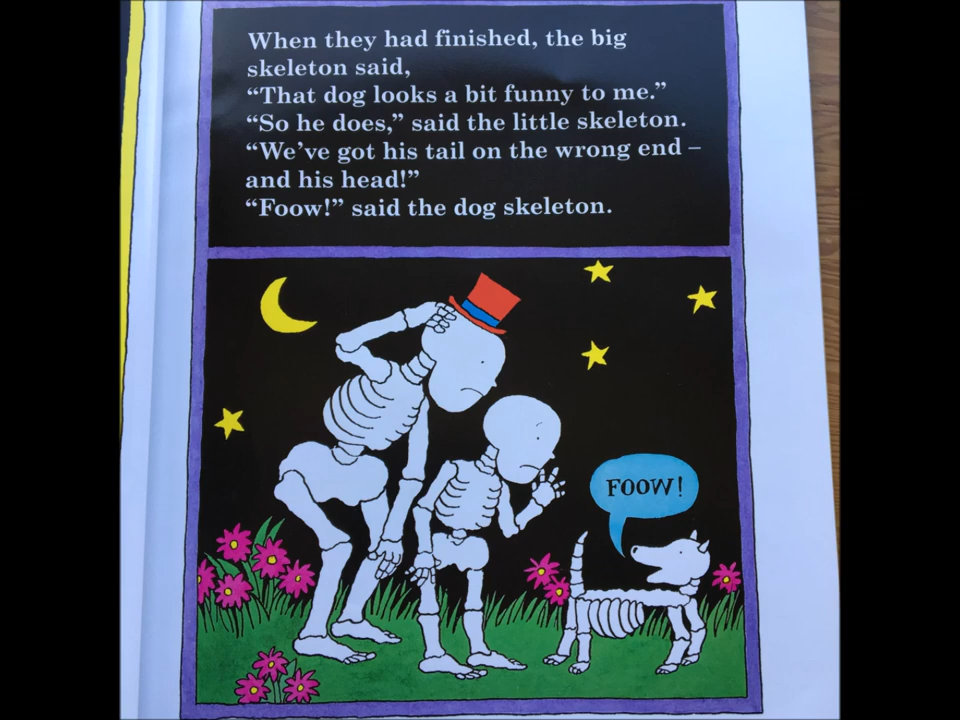 When they had finished, the big
skeleton said,
“That dog looks a bit funny to me.”
“So he does,” said the little skeleton.
“We’ve got his tail on the wrong end –
and his head!”
“Foow!” said the dog skeleton.
FOOW!